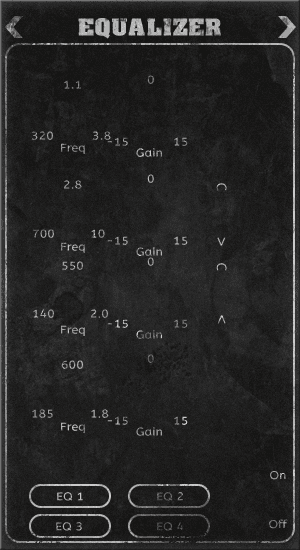 EQUALIZER
1.1 0
320 3.8 -15 15
Freq Gain
2.8 0
700 10 -15 15
Freq Gain
550 0
140 2.0 -15 15
Freq Gain
600 0
185 1.8 -15 15
Freq Gain
On
EQ 1 EQ 2
EQ 3 EQ 4 Off